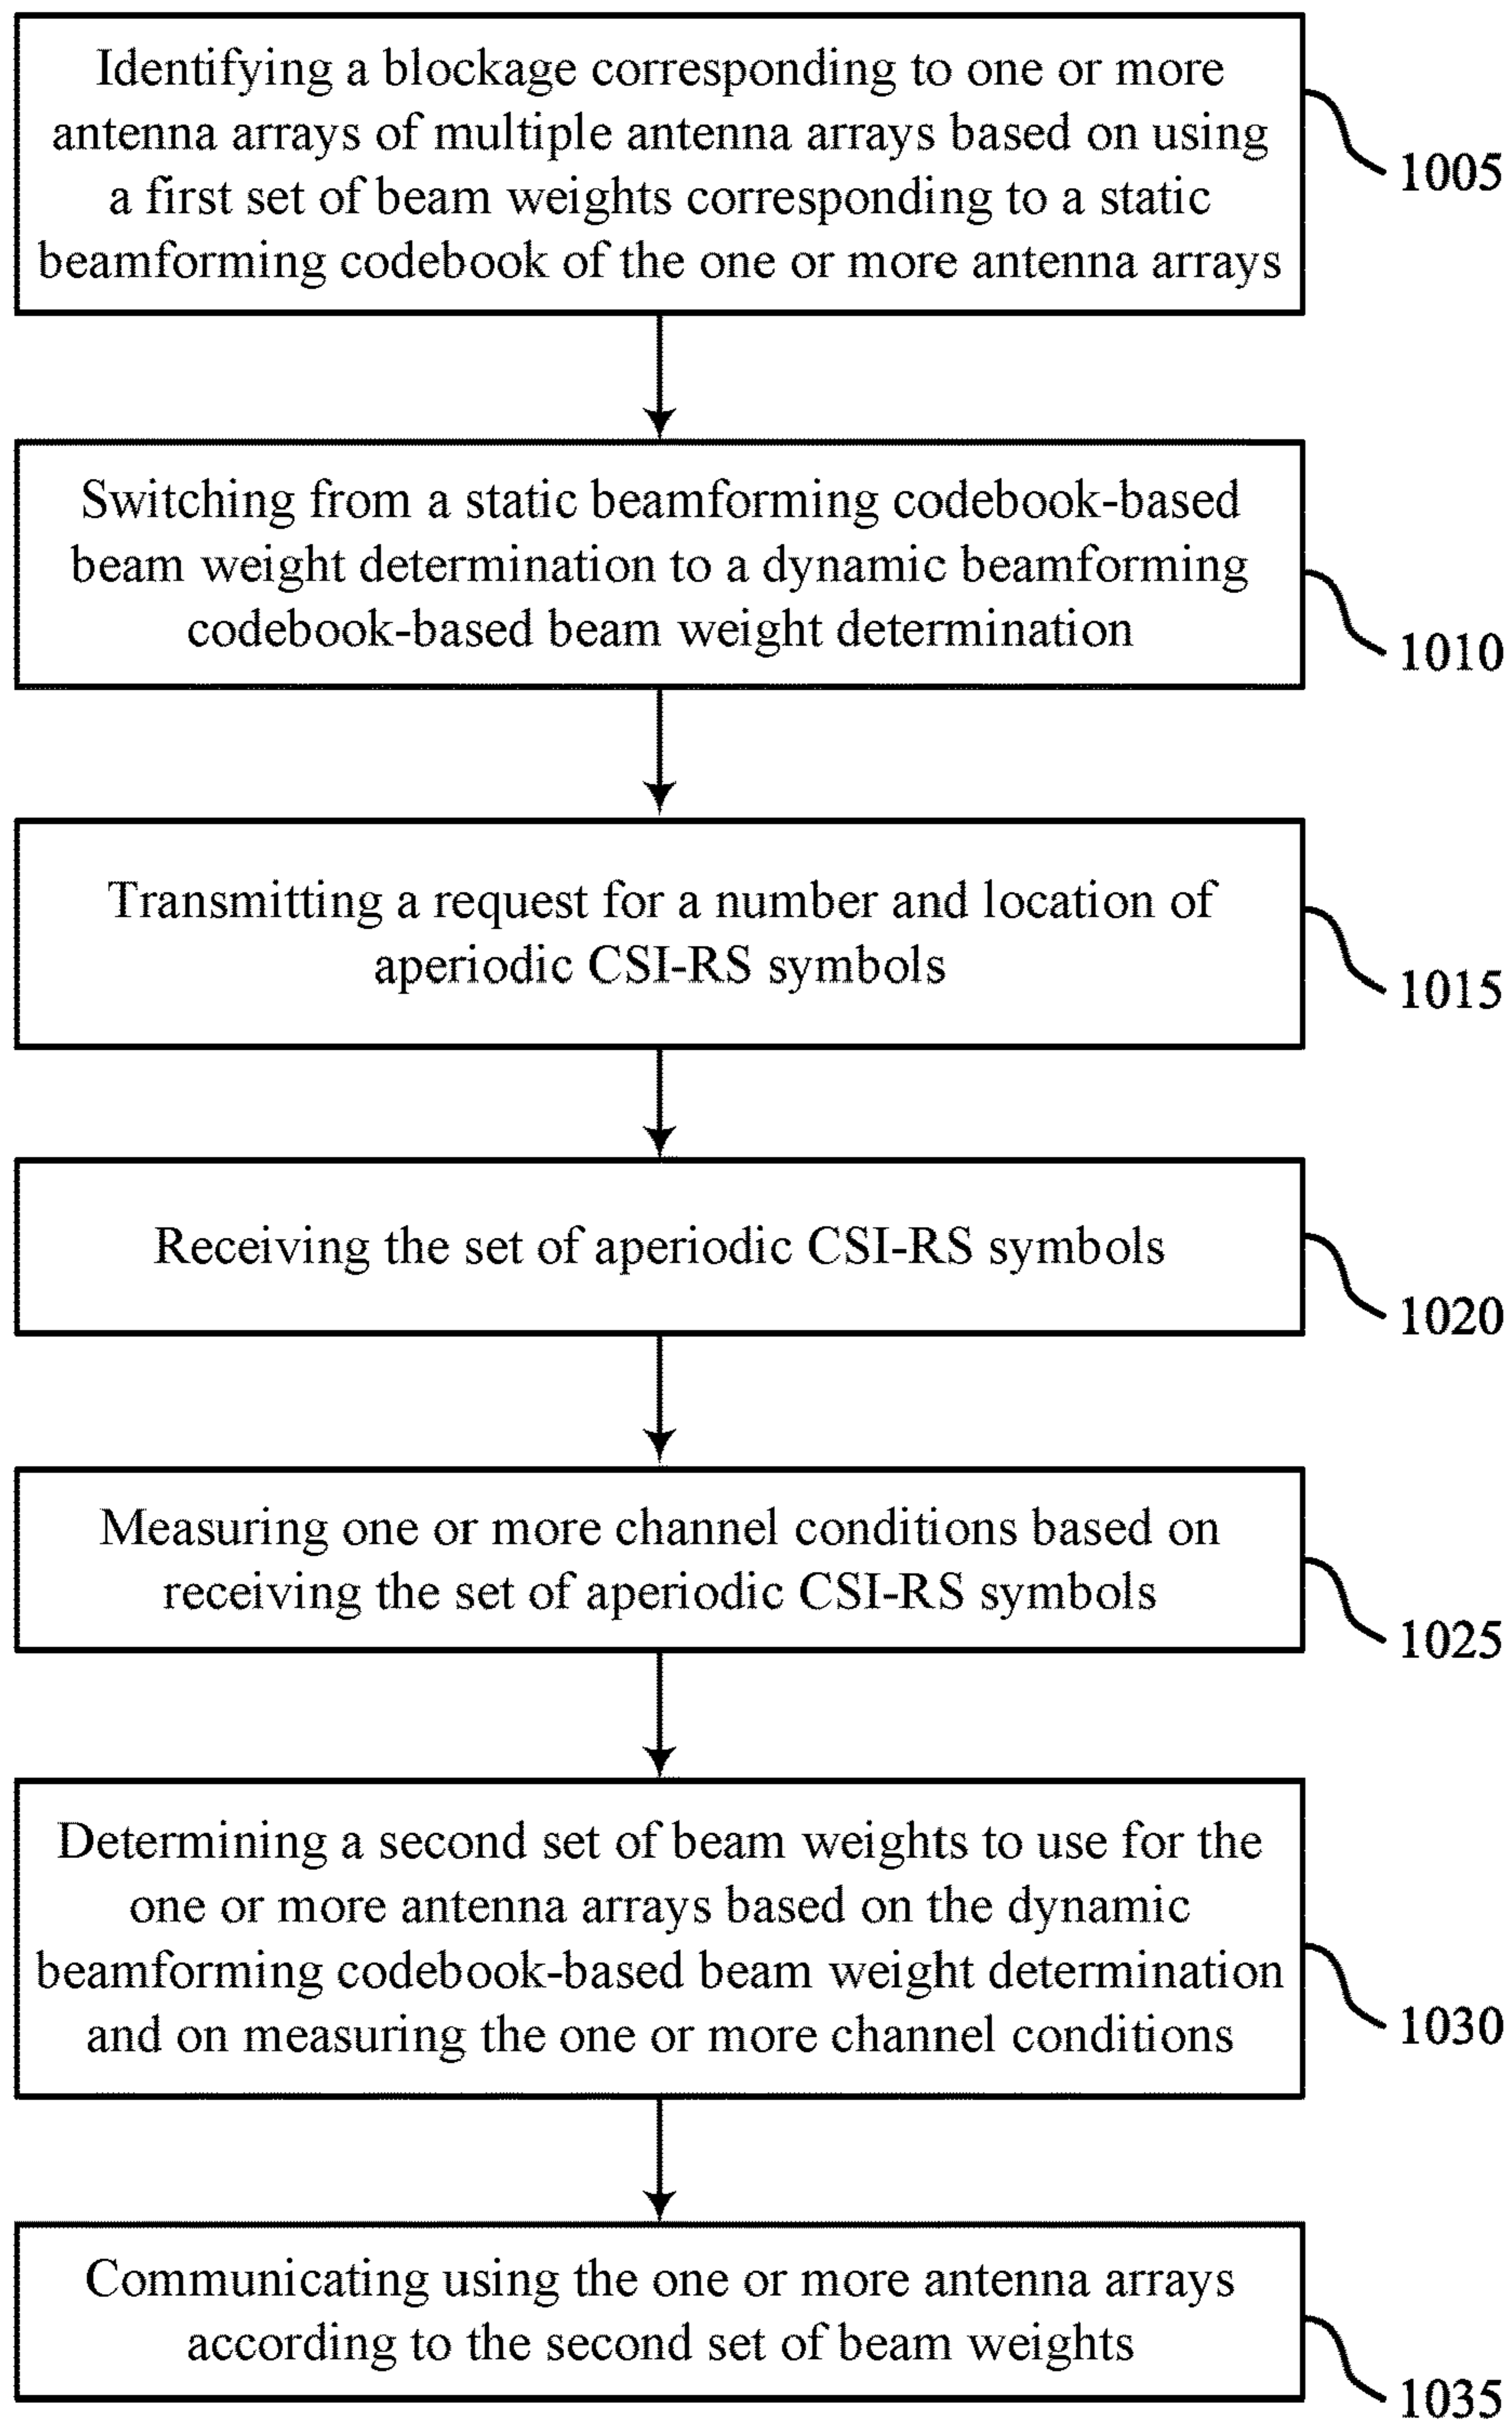 Identifying a blockage corresponding to one or more
antenna arrays of multiple antenna arrays based on using
a first set of beam weights corresponding to a static
beamforming codebook of the one or more antenna arrays
1005
Switching from a static beamforming codebook-based
beam weight determination to a dynamic beamforming
codebook-based beam weight determination
1010
Transmitting a request for a number and location of
aperiodic CSI-RS symbols
1015
Receiving the set of aperiodic CSI-RS symbols
1020
Measuring one or more channel conditions based on
receiving the set of aperiodic CSI-RS symbols
1025
Determining a second set of beam weights to use for the
one or more antenna arrays based on the dynamic
beamforming codebook-based beam weight determination
and on measuring the one or more channel conditions
1030
Communicating using the one or more antenna arrays
according to the second set of beam weights
1035